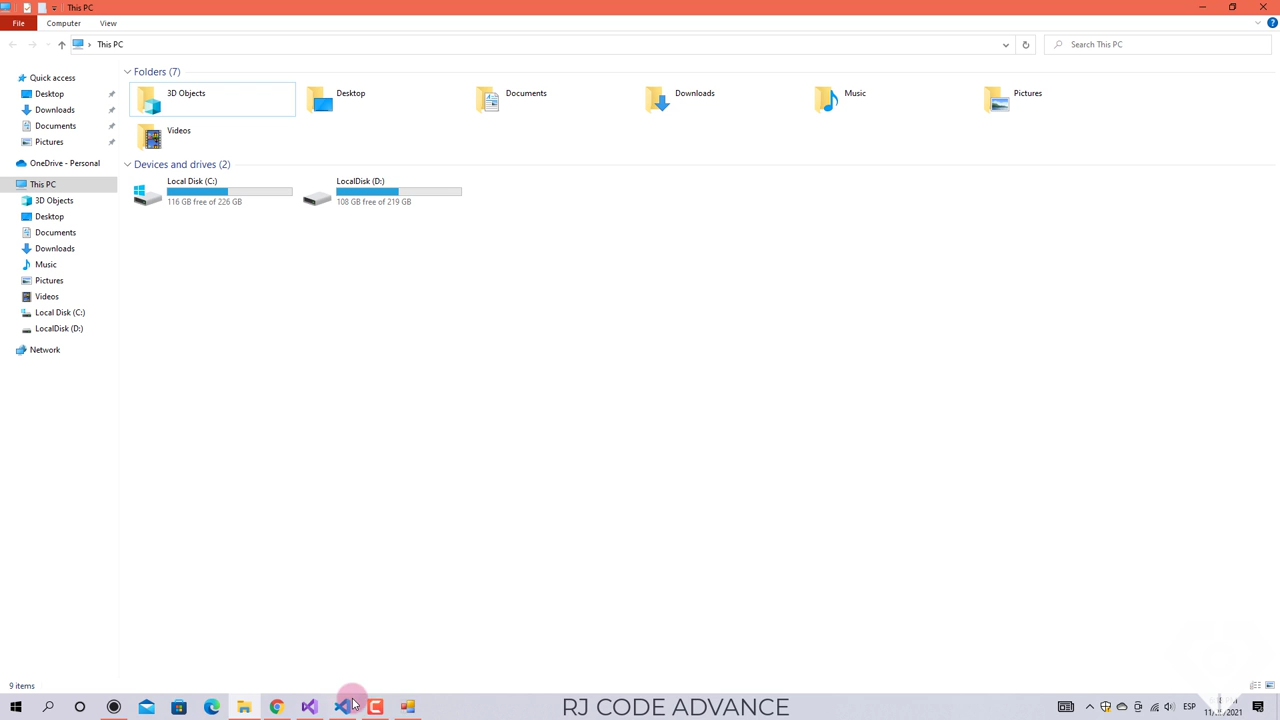 This PC
File Computer View
This PC
Search This PC
Quick access
Desktop
Downloads
Documents
Pictures
OneDrive - Personal
This PC
3D Objects
Desktop
Documents
Downloads
Music
Pictures
Videos
Local Disk (C:)
LocalDisk (D:)
Network
Folders (7)
3D Objects
Desktop
Documents
Downloads
Music
Pictures
Videos
Devices and drives (2)
Local Disk (C:)
116 GB free of 226 GB
LocalDisk (D:)
108 GB free of 219 GB
9 items
RJ CODE ADVANCE
ESP